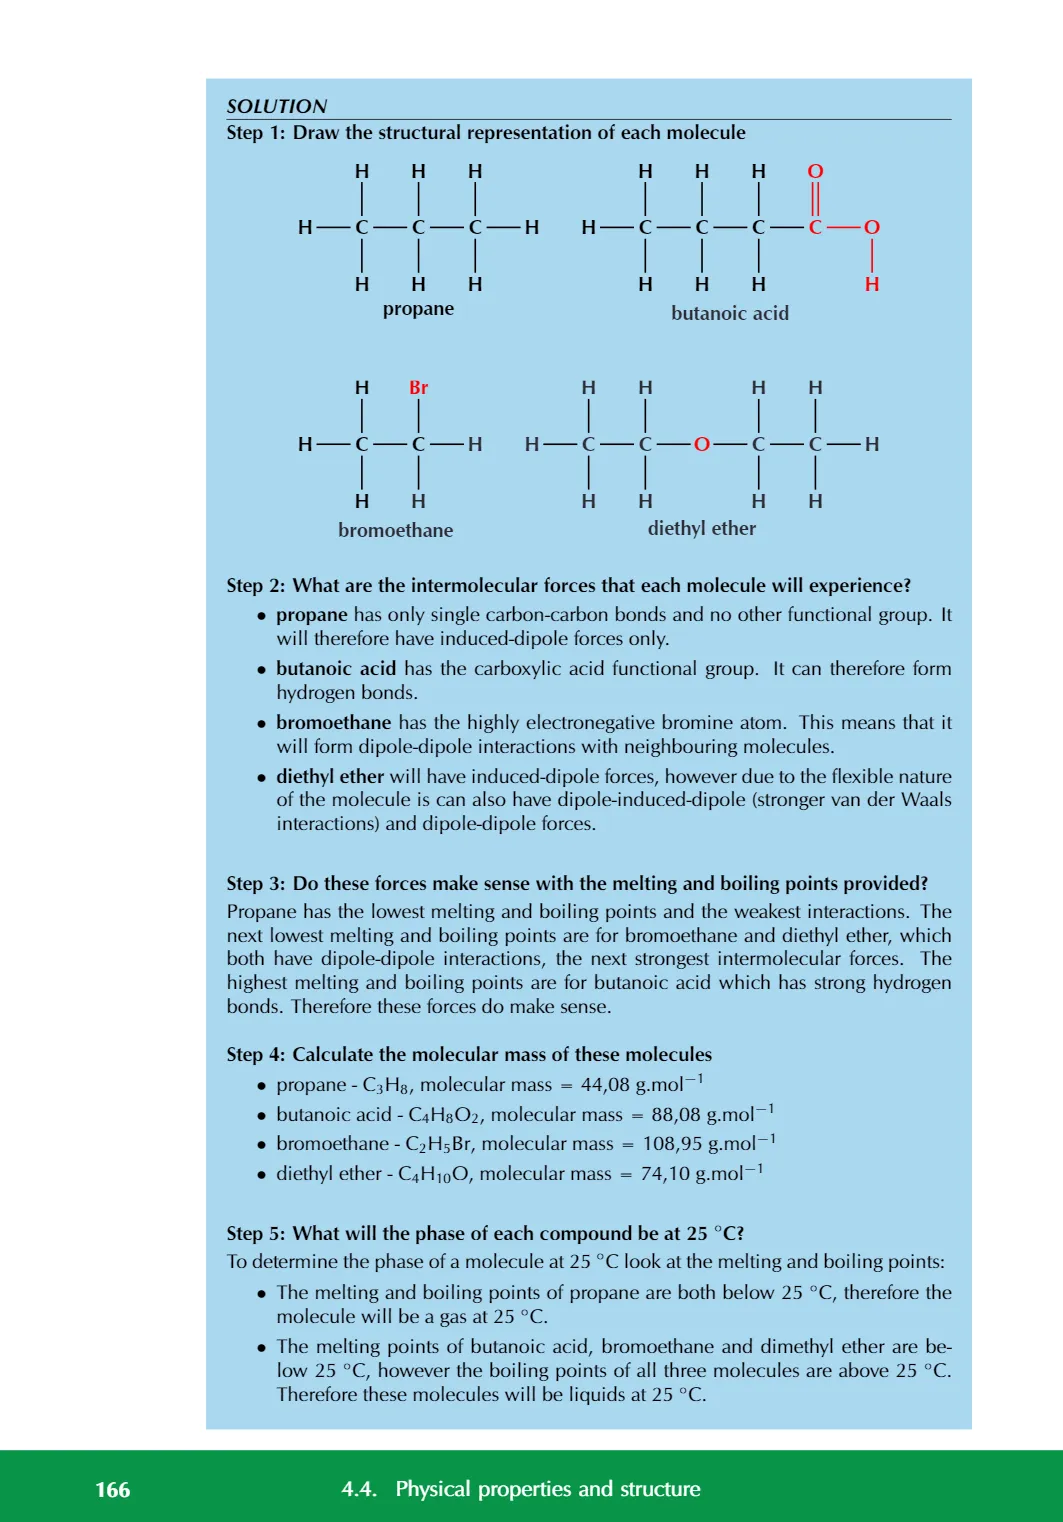 SOLUTION
Step 1: Draw the structural representation of each molecule
H H H
H C C C H
H H H
propane
H H H O
H C C C C O
H H H H
butanoic acid
H Br
H C C H
H H
bromoethane
H H H H
H C C O C C H
H H H H
diethyl ether
Step 2: What are the intermolecular forces that each molecule will experience?
• propane has only single carbon-carbon bonds and no other functional group. It
will therefore have induced-dipole forces only.
• butanoic acid has the carboxylic acid functional group. It can therefore form
hydrogen bonds.
• bromoethane has the highly electronegative bromine atom. This means that it
will form dipole-dipole interactions with neighbouring molecules.
• diethyl ether will have induced-dipole forces, however due to the flexible nature
of the molecule is can also have dipole-induced-dipole (stronger van der Waals
interactions) and dipole-dipole forces.
Step 3: Do these forces make sense with the melting and boiling points provided?
Propane has the lowest melting and boiling points and the weakest interactions. The
next lowest melting and boiling points are for bromoethane and diethyl ether, which
both have dipole-dipole interactions, the next strongest intermolecular forces. The
highest melting and boiling points are for butanoic acid which has strong hydrogen
bonds. Therefore these forces do make sense.
Step 4: Calculate the molecular mass of these molecules
• propane - C₃H₈, molecular mass = 44,08 g.mol⁻¹
• butanoic acid - C₄H₈O₂, molecular mass = 88,08 g.mol⁻¹
• bromoethane - C₂H₅Br, molecular mass = 108,95 g.mol⁻¹
• diethyl ether - C₄H₁₀O, molecular mass = 74,10 g.mol⁻¹
Step 5: What will the phase of each compound be at 25 °C?
To determine the phase of a molecule at 25 °C look at the melting and boiling points:
• The melting and boiling points of propane are both below 25 °C, therefore the
molecule will be a gas at 25 °C.
• The melting points of butanoic acid, bromoethane and dimethyl ether are be-
low 25 °C, however the boiling points of all three molecules are above 25 °C.
Therefore these molecules will be liquids at 25 °C.
166 4.4. Physical properties and structure